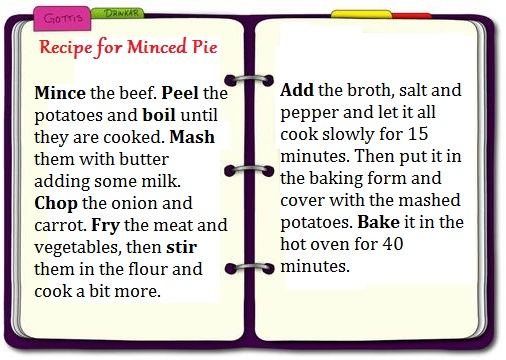 GOTTIS
DRYKKAR
Recipe for Minced Pie
Mince the beef. Peel the
potatoes and boil until
they are cooked. Mash
them with butter
adding some milk.
Chop the onion and
carrot. Fry the meat and
vegetables, then stir
them in the flour and
cook a bit more.
Add the broth, salt and
pepper and let it all
cook slowly for 15
minutes. Then put it in
the baking form and
cover with the mashed
potatoes. Bake it in the
hot oven for 40
minutes.